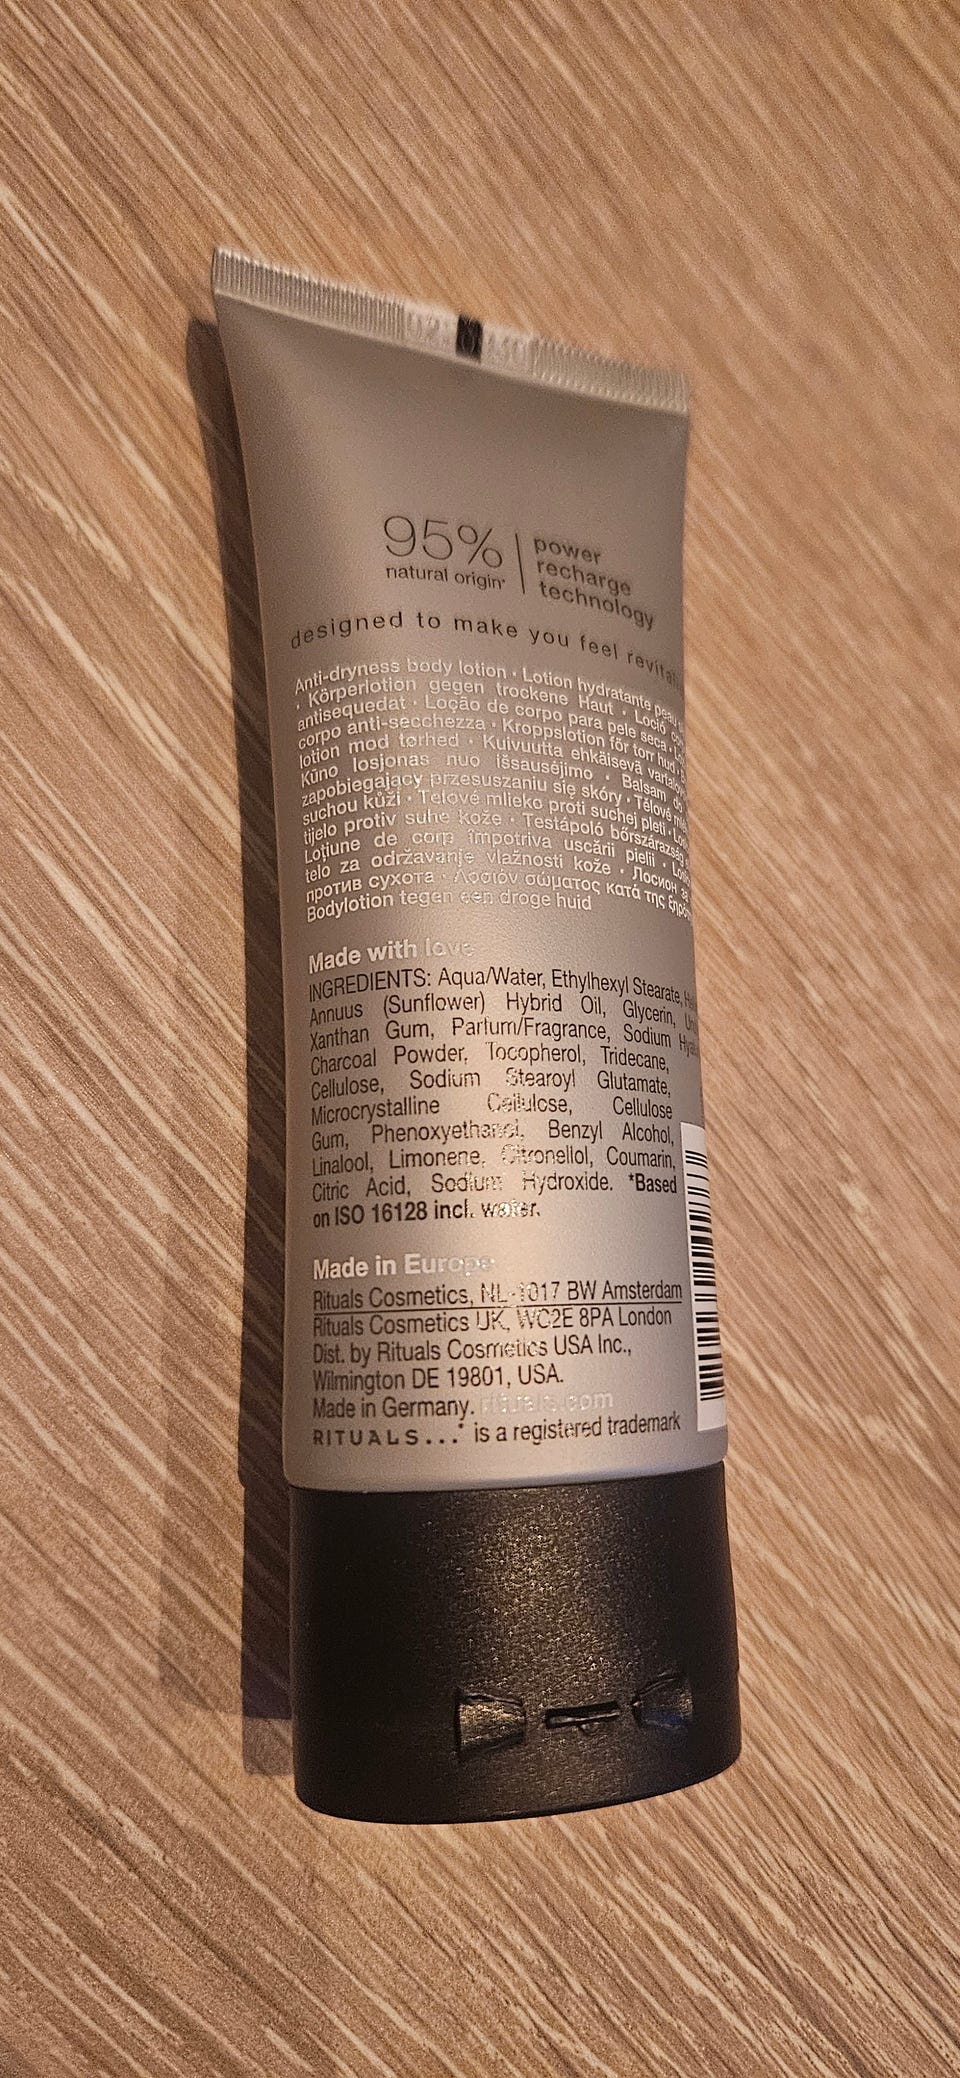 95%
natural origin*
power
recharge
technology
designed to make you feel
Anti-dryness body lotion · Lotion hydratante peau
· Körperlotion gegen trockene Haut · Loció
antisequedat · Loção de corpo para pele seca ·
corpo anti-secchezza · Kroppslotion för torr hud ·
lotion mod tørhed · Kuivuutta ehkäisevä
Kūno losjonas nuo išsausėjimo · Balsam do
zapobiegający przesuszaniu się skóry · Tělové
suchou kůži · Telové mlieko proti suchej pleti ·
tijelo protiv suhe kože · Testápoló bőrszárazság
Loțiune de corp împotriva uscării pielii ·
telo za održavanje vlažnosti kože · Лосион за
против сухота · Λοσιόν σώματος κατά της
Bodylotion tegen een droge huid
Made with love
INGREDIENTS: Aqua/Water, Ethylhexyl Stearate,
Annuus (Sunflower) Hybrid Oil, Glycerin,
Xanthan Gum, Parfum/Fragrance, Sodium
Charcoal Powder, Tocopherol, Tridecane,
Cellulose, Sodium Stearoyl Glutamate,
Microcrystalline Cellulose, Cellulose
Gum, Phenoxyethanol, Benzyl Alcohol,
Linalool, Limonene, Citronellol, Coumarin,
Citric Acid, Sodium Hydroxide. *Based
on ISO 16128 incl. water.
Made in Europe
Rituals Cosmetics, NL-1017 BW Amsterdam
Rituals Cosmetics UK, WC2E 8PA London
Dist. by Rituals Cosmetics USA Inc.,
Wilmington DE 19801, USA.
Made in Germany. rituals.com
RITUALS...* is a registered trademark